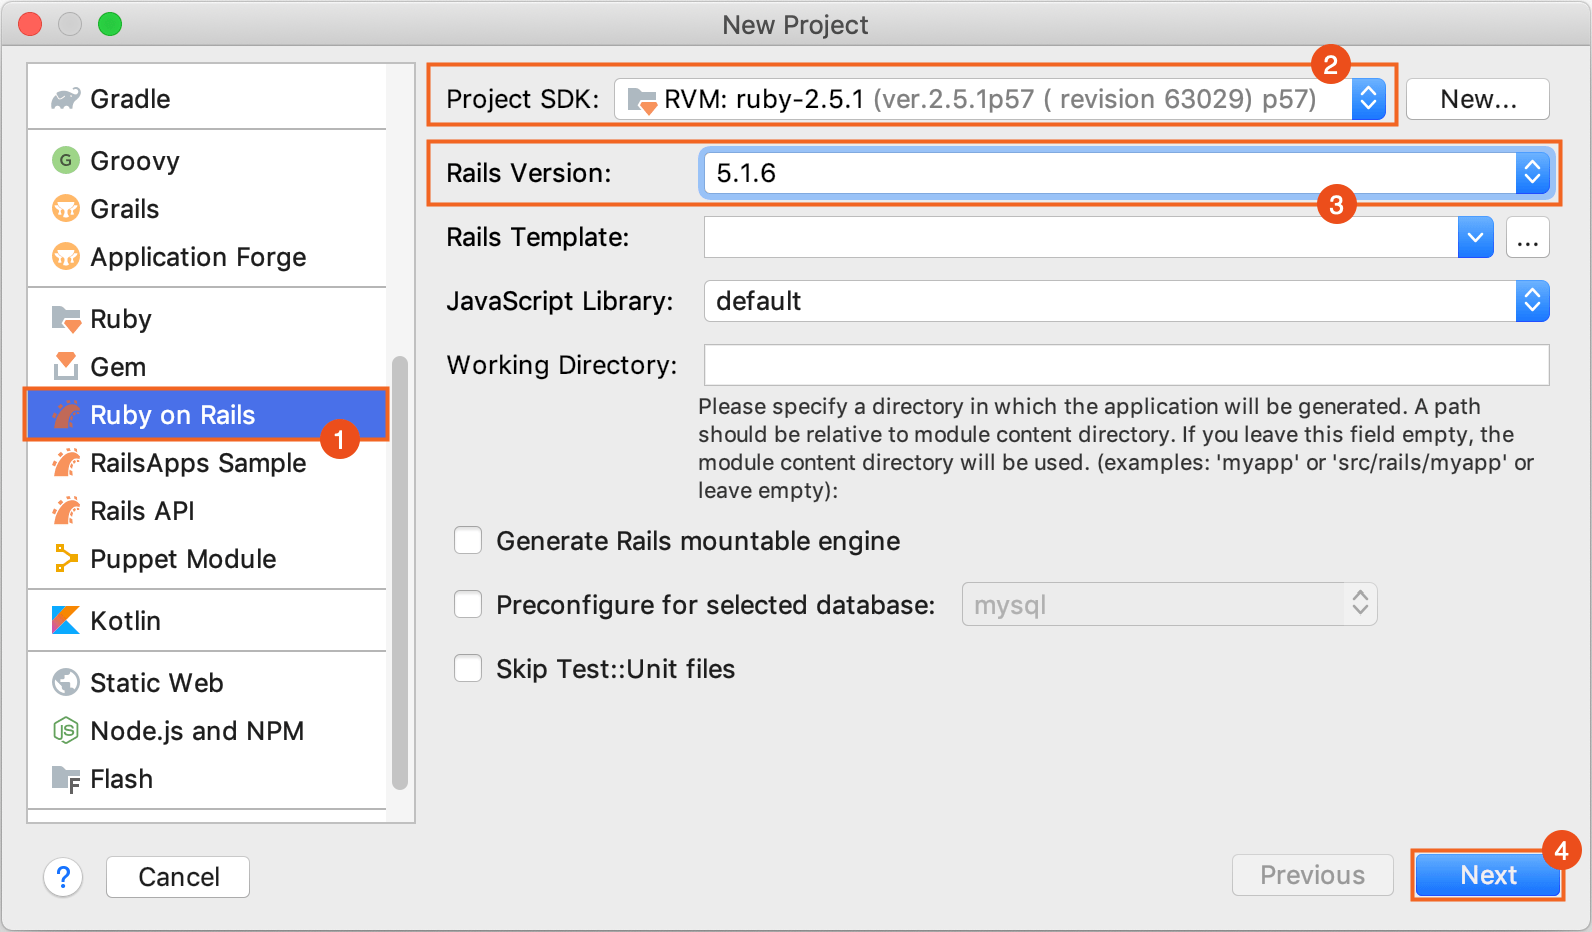 New Project
Gradle
G
Groovy
Grails
Application Forge
Ruby
Gem
Ruby on Rails
1
RailsApps Sample
Rails API
Puppet Module
Kotlin
Static Web
JS
Node.js and NPM
F
Flash
2
Project SDK: RVM: ruby-2.5.1 (ver.2.5.1p57 ( revision 63029) p57) New...
Rails Version: 5.1.6
3
Rails Template: ...
JavaScript Library: default
Working Directory:
Please specify a directory in which the application will be generated. A path
should be relative to module content directory. If you leave this field empty, the
module content directory will be used. (examples: 'myapp' or 'src/rails/myapp' or
leave empty):
Generate Rails mountable engine
Preconfigure for selected database: mysql
Skip Test::Unit files
4
? Cancel Previous Next